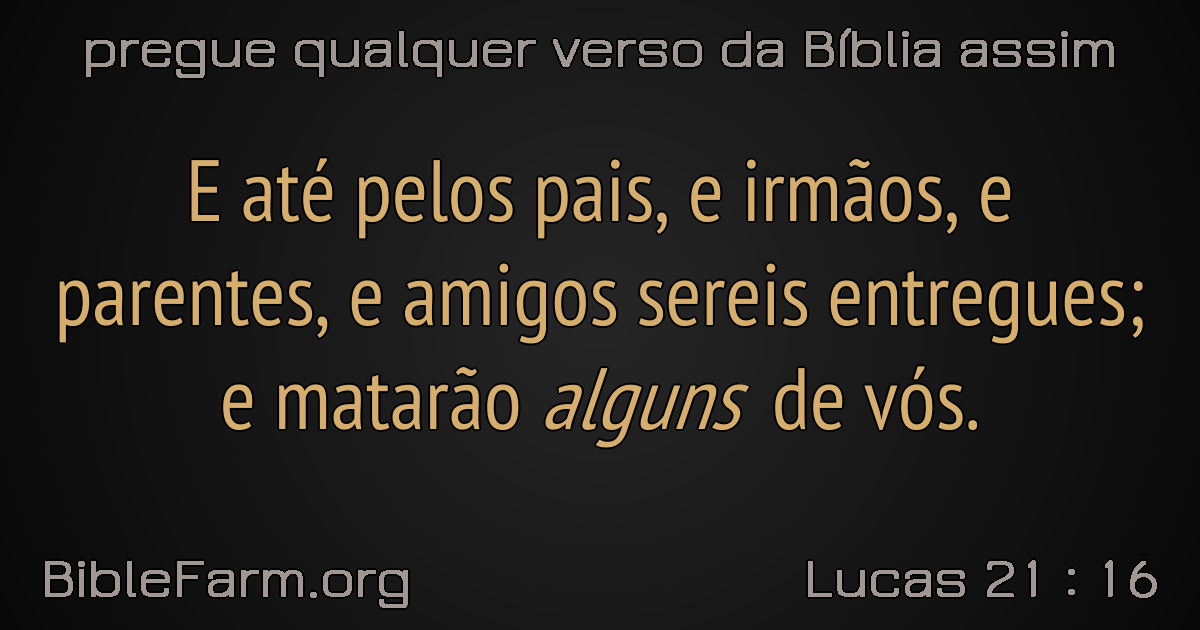 pregue qualquer verso da Bíblia assim
E até pelos pais, e irmãos, e
parentes, e amigos sereis entregues;
e matarão alguns de vós.
BibleFarm.org
Lucas 21 : 16